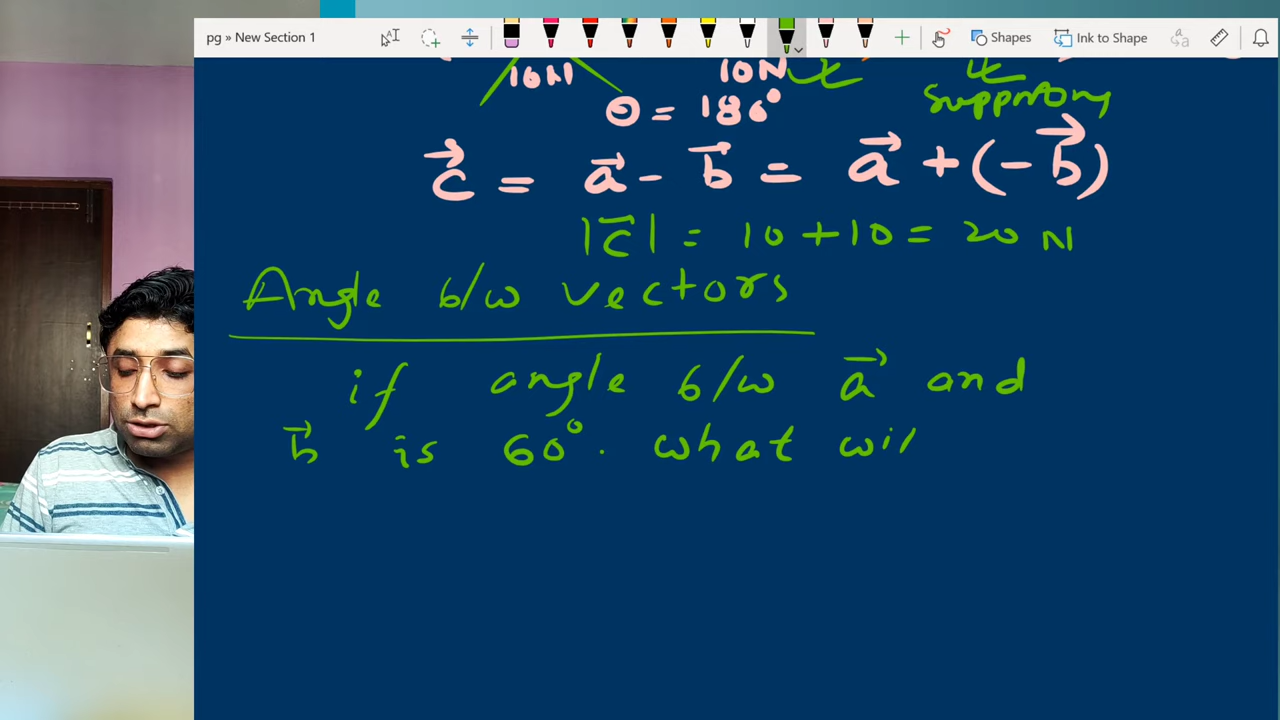 pg » New Section 1
Shapes
Ink to Shape
10N 10N
θ = 180° Supporting
c⃗ = a⃗ - b⃗ = a⃗ + (-b⃗)
|c⃗| = 10 + 10 = 20 N
Angle b/w vectors
if angle b/w a⃗ and
b⃗ is 60°. what wil